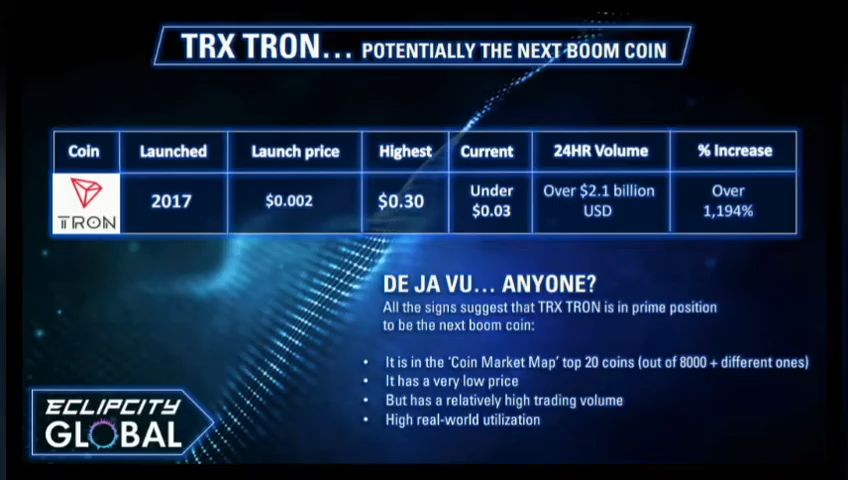 TRX TRON... POTENTIALLY THE NEXT BOOM COIN
Coin Launched Launch price Highest Current 24HR Volume % Increase
TRON 2017 $0.002 $0.30 Under $0.03 Over $2.1 billion USD Over 1,194%
DE JA VU... ANYONE?
All the signs suggest that TRX TRON is in prime position
to be the next boom coin:
• It is in the ‘Coin Market Map’ top 20 coins (out of 8000 + different ones)
• It has a very low price
• But has a relatively high trading volume
• High real-world utilization
ECLIPCITY
GLOBAL